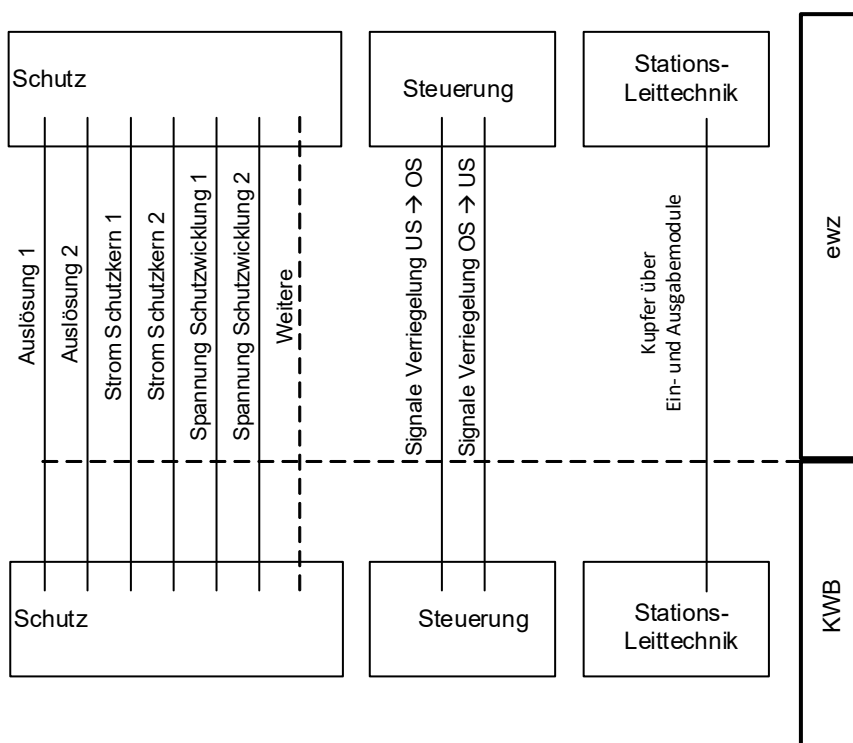 Schutz
Steuerung
Stations-
Leittechnik
Auslösung 1
Auslösung 2
Strom Schutzkern 1
Strom Schutzkern 2
Spannung Schutzwicklung 1
Spannung Schutzwicklung 2
Weitere
Signale Verriegelung US → OS
Signale Verriegelung OS → US
Kupfer über
Ein- und Ausgabemodule
ewz
Schutz
Steuerung
Stations-
Leittechnik
KWB